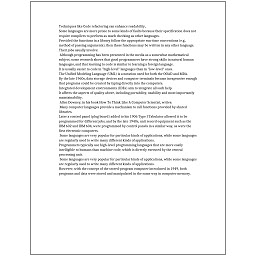 Techniques like Code refactoring can enhance readability.
Some languages are more prone to some kinds of faults because their specification does not
require compilers to perform as much checking as other languages.
Provided the functions in a library follow the appropriate run-time conventions (e.g.,
method of passing arguments), then these functions may be written in any other language.
Their jobs usually involve:
Although programming has been presented in the media as a somewhat mathematical
subject, some research shows that good programmers have strong skills in natural human
languages, and that learning to code is similar to learning a foreign language.
It is usually easier to code in "high-level" languages than in "low-level" ones.
The Unified Modeling Language (UML) is a notation used for both the OOAD and MDA.
By the late 1960s, data storage devices and computer terminals became inexpensive enough
that programs could be created by typing directly into the computers.
Integrated development environments (IDEs) aim to integrate all such help.
It affects the aspects of quality above, including portability, usability and most importantly
maintainability.
Allen Downey, in his book How To Think Like A Computer Scientist, writes:
Many computer languages provide a mechanism to call functions provided by shared
libraries.
Later a control panel (plug board) added to his 1906 Type I Tabulator allowed it to be
programmed for different jobs, and by the late 1940s, unit record equipment such as the
IBM 602 and IBM 604, were programmed by control panels in a similar way, as were the
first electronic computers.
Some languages are very popular for particular kinds of applications, while some languages
are regularly used to write many different kinds of applications.
Programmers typically use high-level programming languages that are more easily
intelligible to humans than machine code, which is directly executed by the central
processing unit.
Some languages are very popular for particular kinds of applications, while some languages
are regularly used to write many different kinds of applications.
However, with the concept of the stored-program computer introduced in 1949, both
programs and data were stored and manipulated in the same way in computer memory.